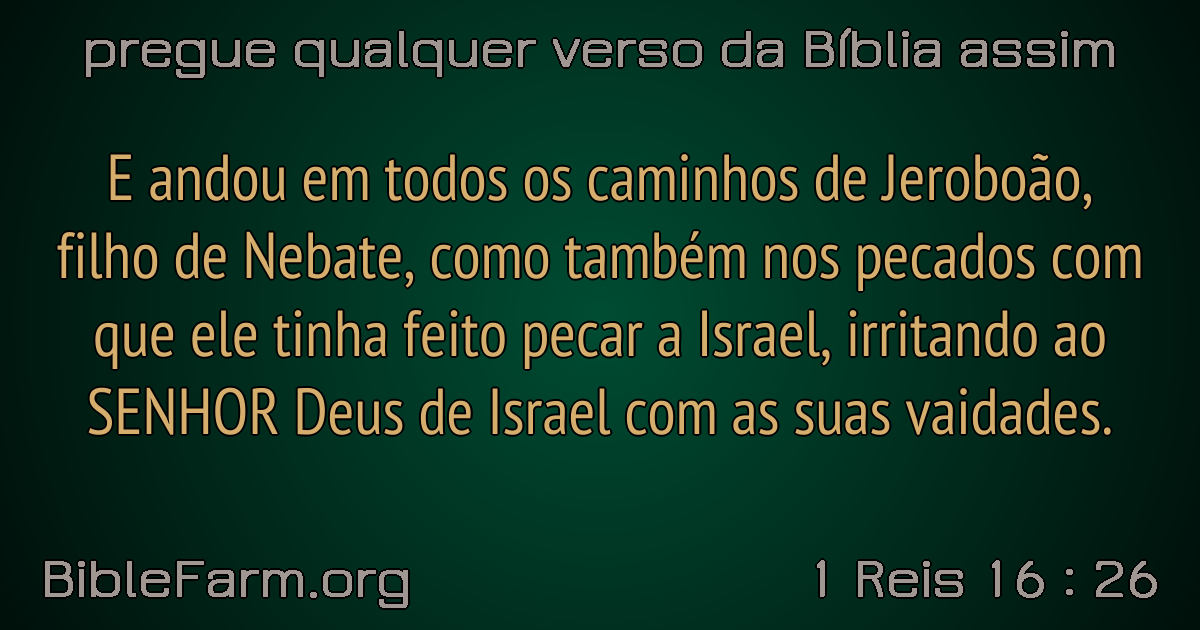 pregue qualquer verso da Bíblia assim
E andou em todos os caminhos de Jeroboão,
filho de Nebate, como também nos pecados com
que ele tinha feito pecar a Israel, irritando ao
SENHOR Deus de Israel com as suas vaidades.
BibleFarm.org
1 Reis 16 : 26